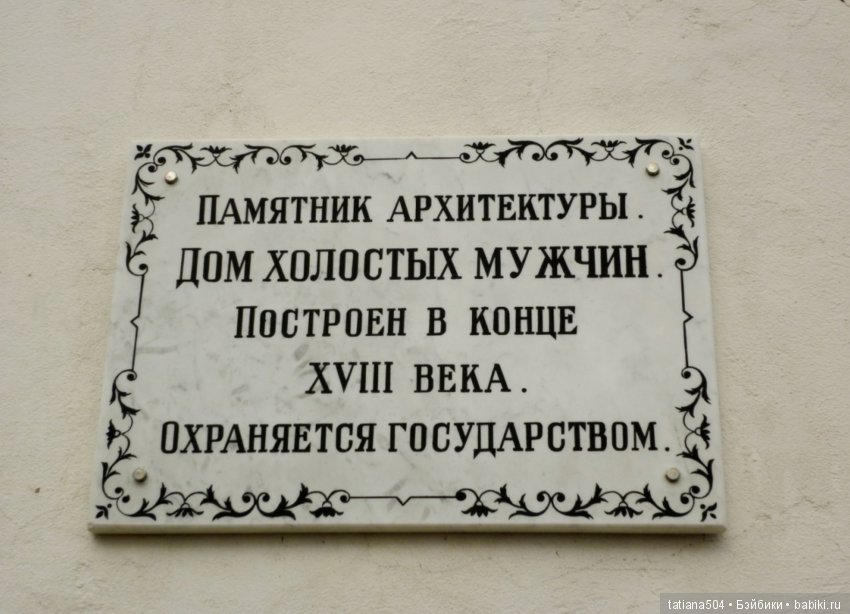 Памятник архитектуры.
Дом холостых мужчин.
Построен в конце
XVIII века.
Охраняется государством.
tatiana504 • Бэйбики • babiki.ru